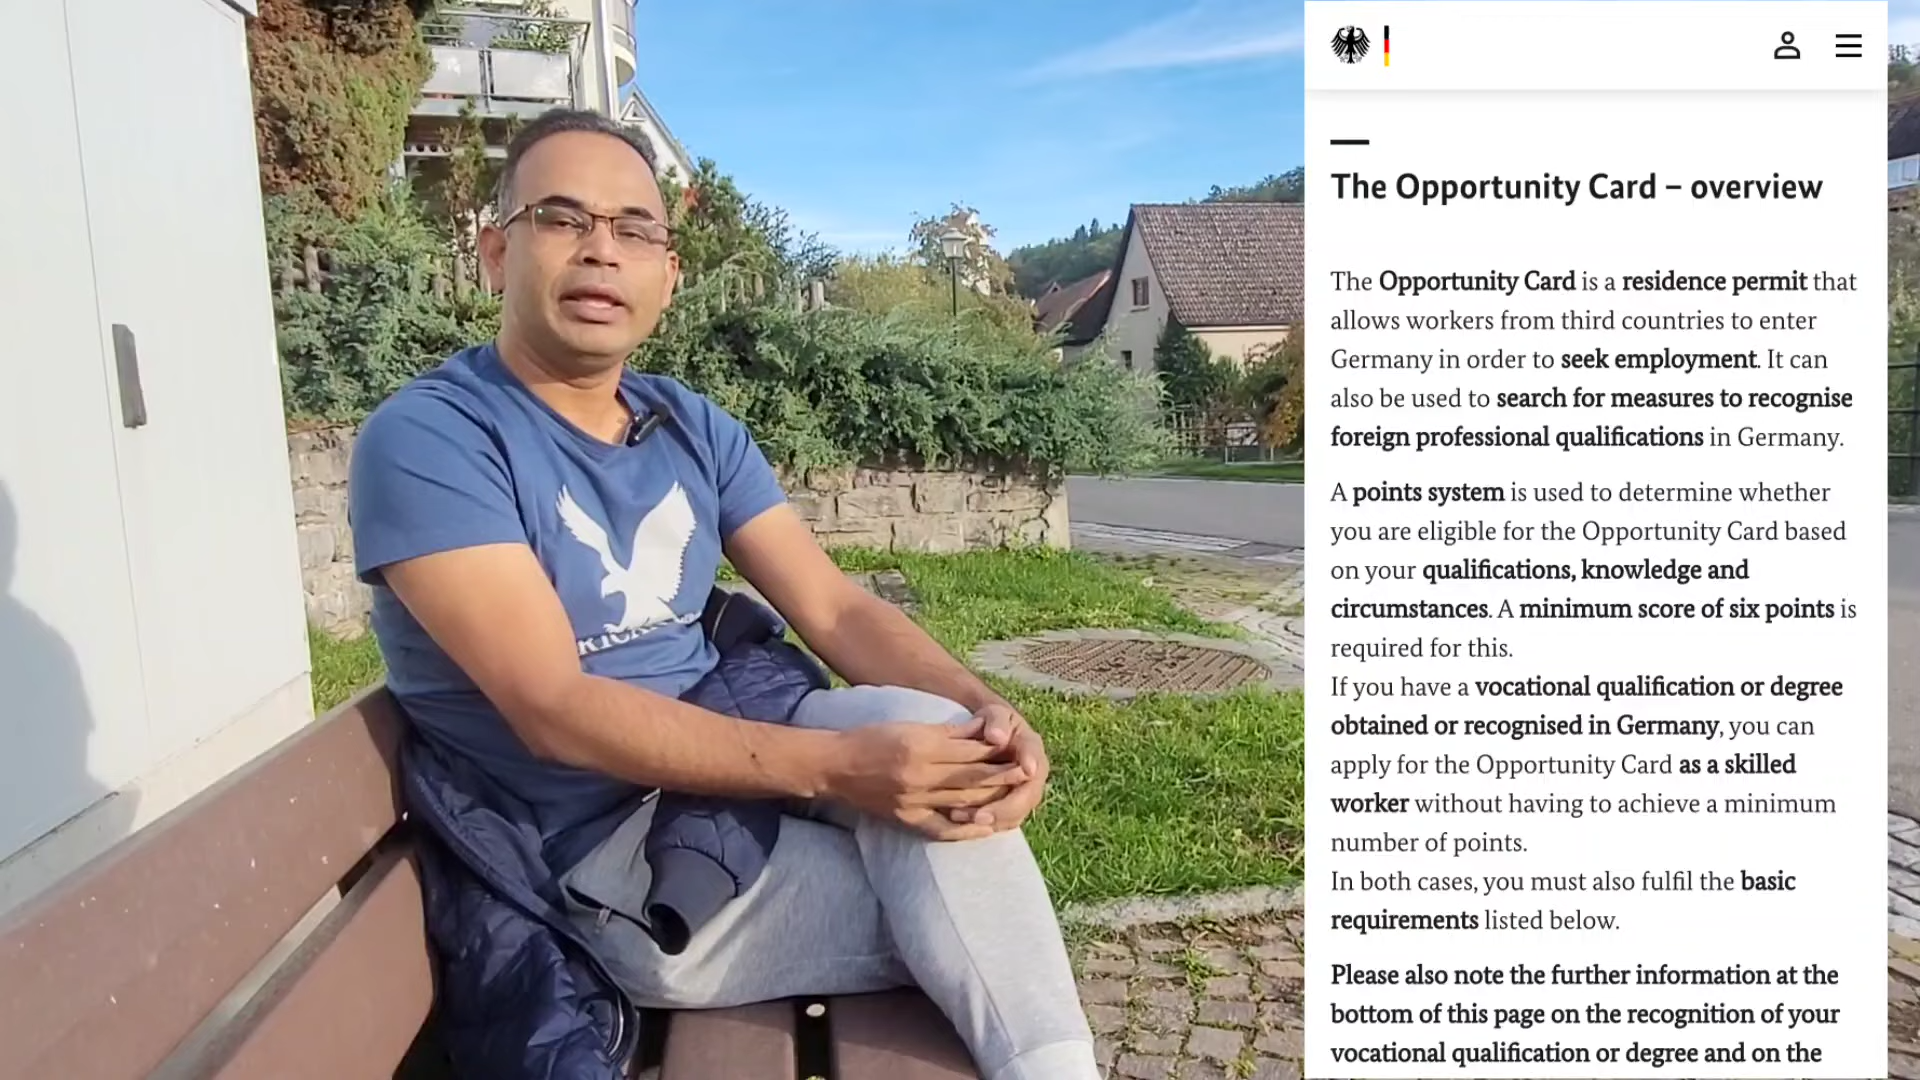 The Opportunity Card – overview
The Opportunity Card is a residence permit that
allows workers from third countries to enter
Germany in order to seek employment. It can
also be used to search for measures to recognise
foreign professional qualifications in Germany.
A points system is used to determine whether
you are eligible for the Opportunity Card based
on your qualifications, knowledge and
circumstances. A minimum score of six points is
required for this.
If you have a vocational qualification or degree
obtained or recognised in Germany, you can
apply for the Opportunity Card as a skilled
worker without having to achieve a minimum
number of points.
In both cases, you must also fulfil the basic
requirements listed below.
Please also note the further information at the
bottom of this page on the recognition of your
vocational qualification or degree and on the